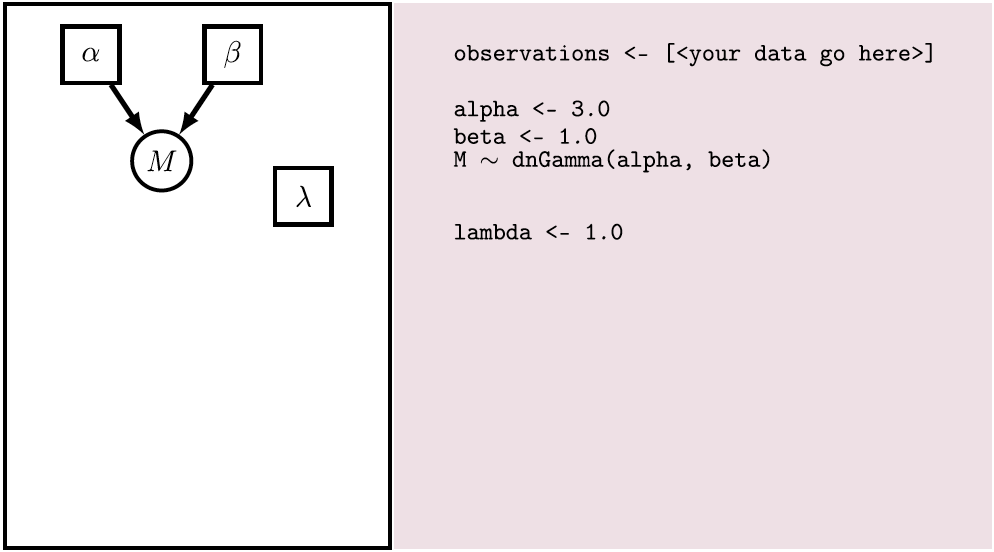 α
β
M
λ
observations <- [<your data go here>]
alpha <- 3.0
beta <- 1.0
M ∼ dnGamma(alpha, beta)
lambda <- 1.0